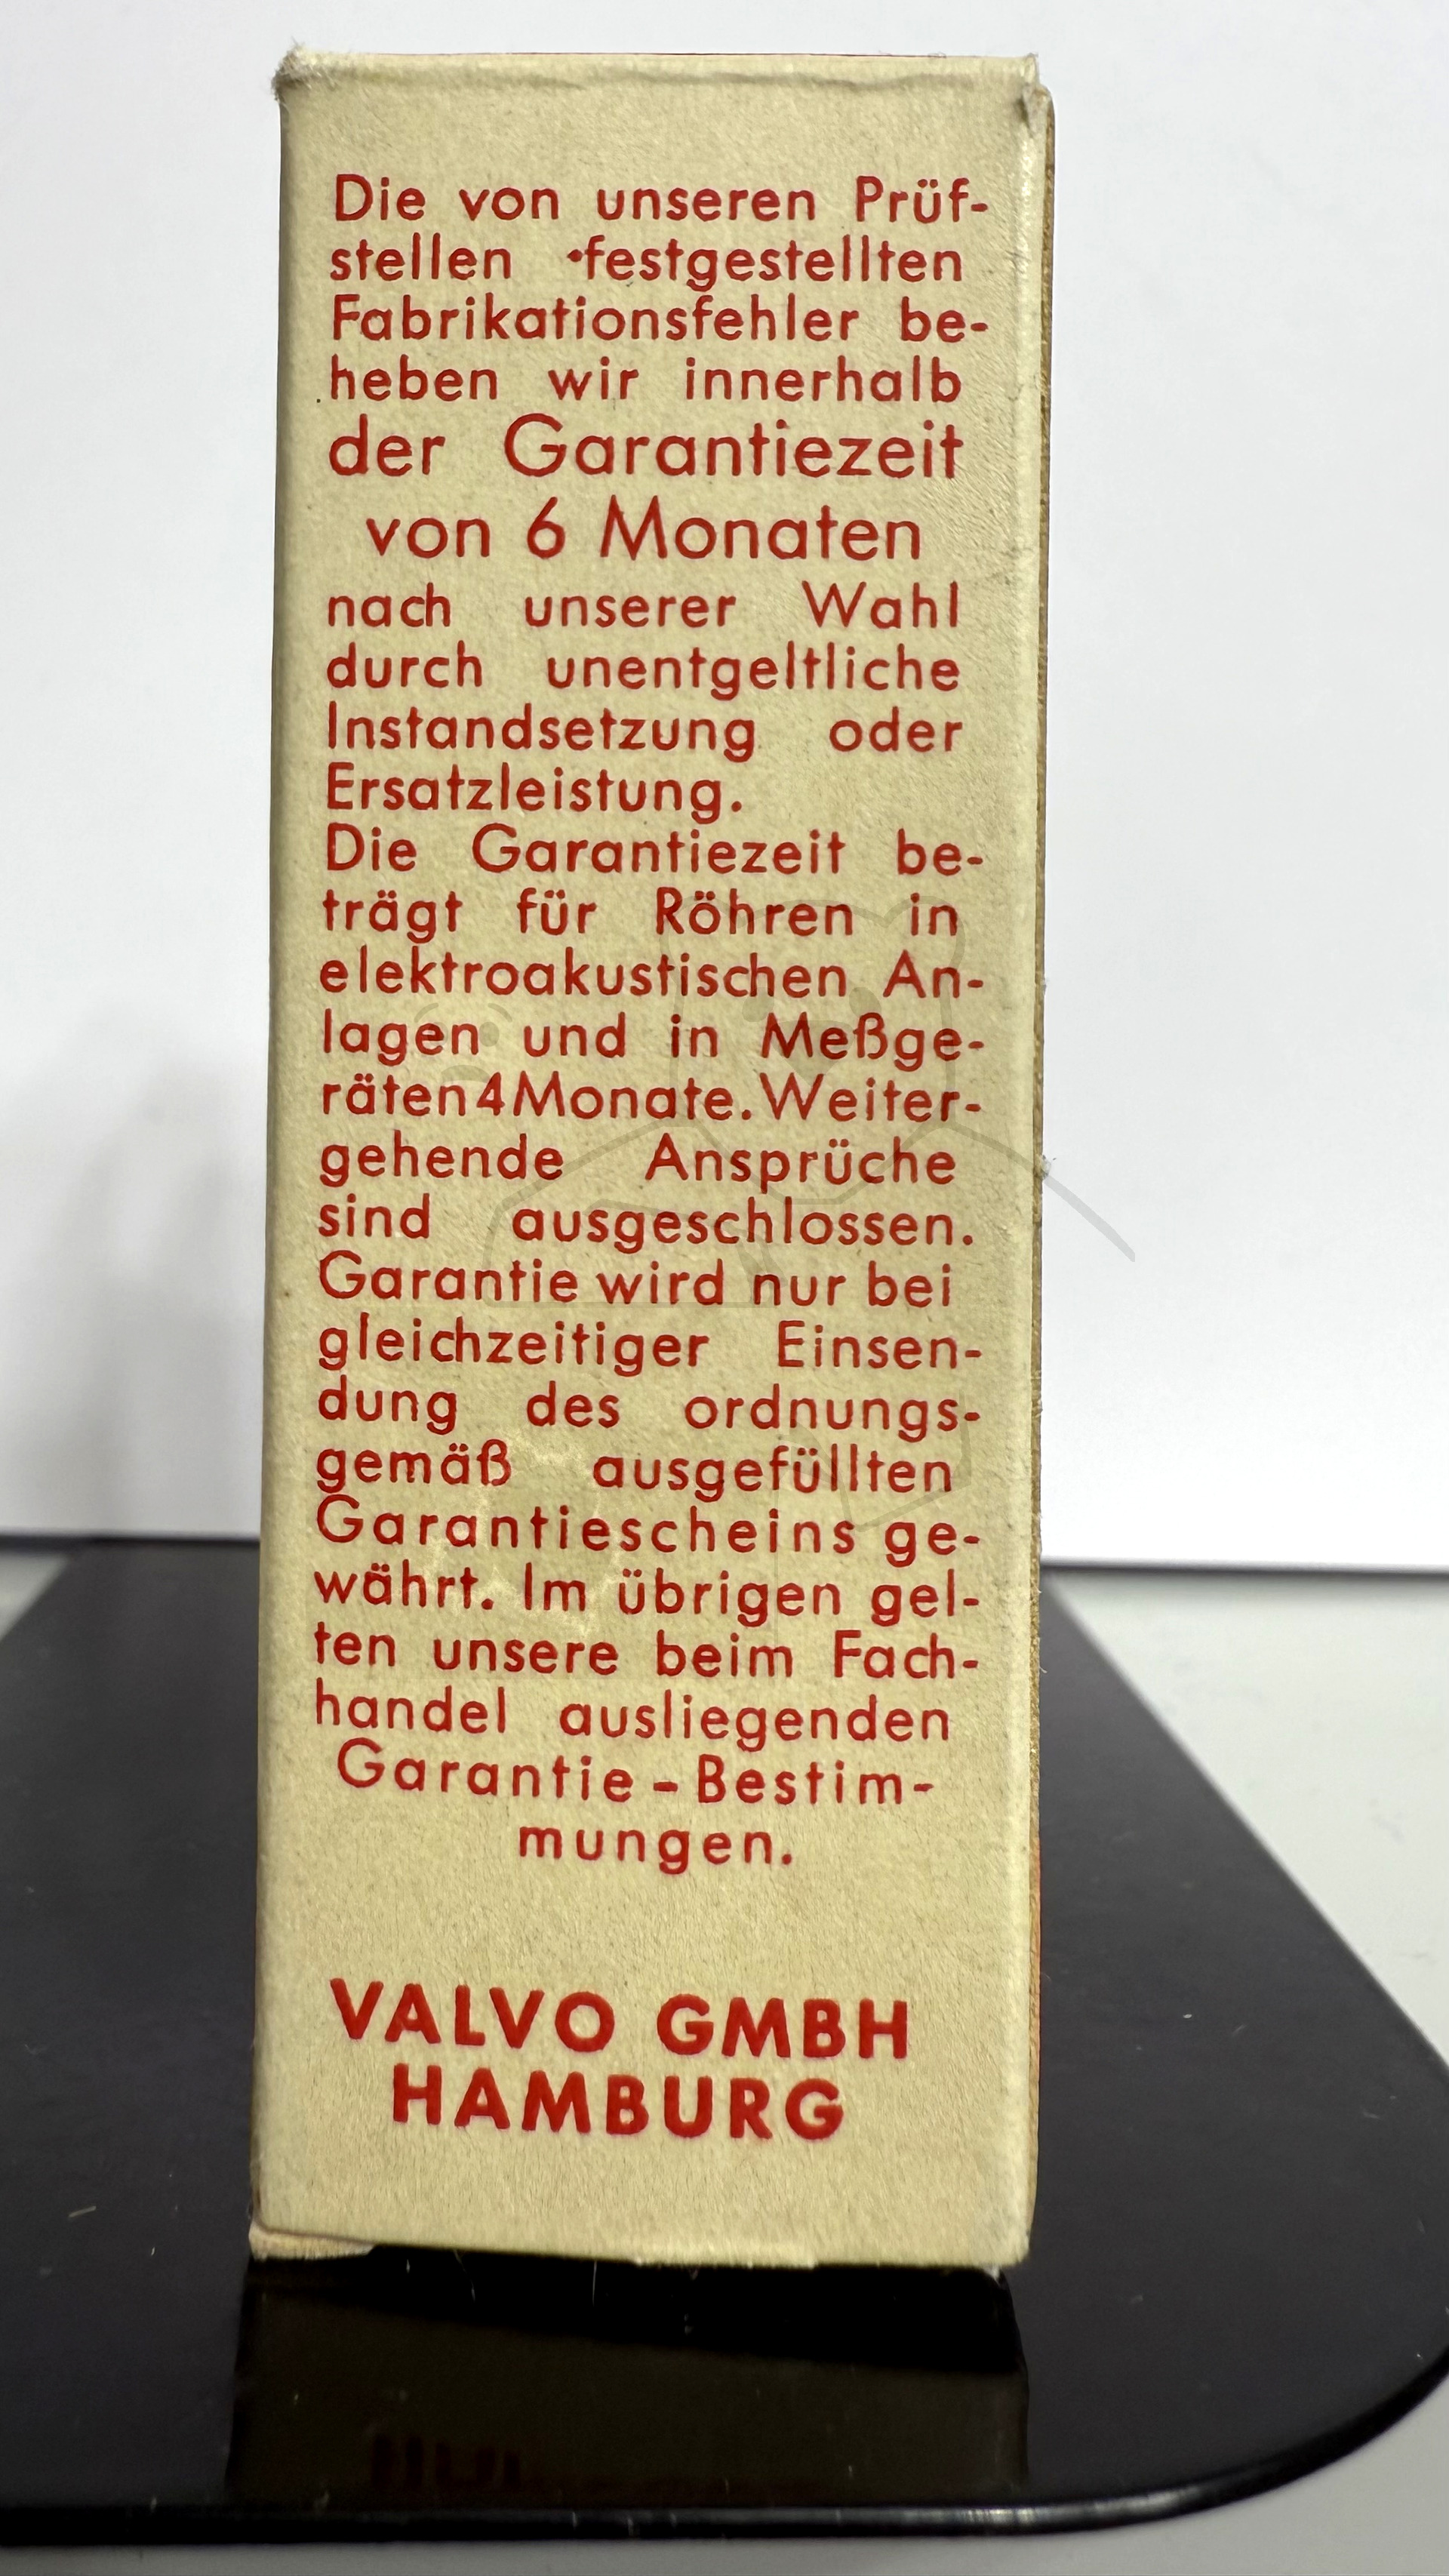 Die von unseren Prüf-
stellen festgestellten
Fabrikationsfehler be-
heben wir innerhalb
der Garantiezeit
von 6 Monaten
nach unserer Wahl
durch unentgeltliche
Instandsetzung oder
Ersatzleistung.
Die Garantiezeit be-
trägt für Röhren in
elektroakustischen An-
lagen und in Meßge-
räten 4 Monate. Weiter-
gehende Ansprüche
sind ausgeschlossen.
Garantie wird nur bei
gleichzeitiger Einsen-
dung des ordnungs-
gemäß ausgefüllten
Garantiescheins ge-
währt. Im übrigen gel-
ten unsere beim Fach-
handel ausliegenden
Garantie-Bestim-
mungen.
VALVO GMBH
HAMBURG